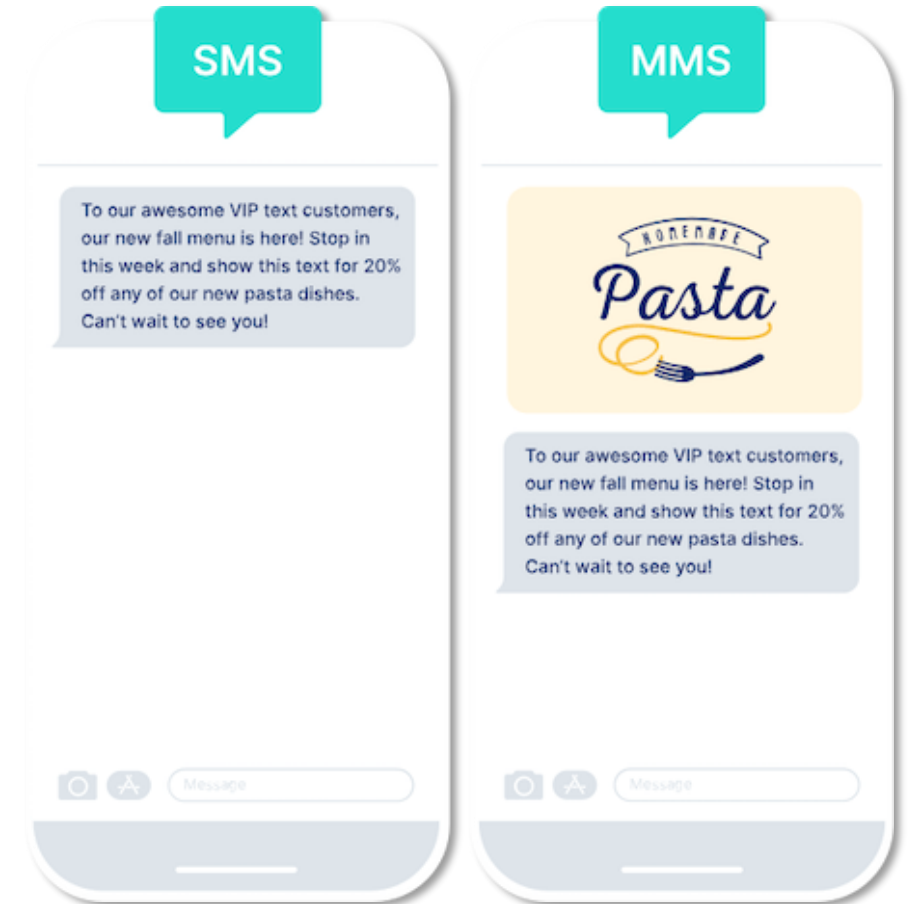 SMS
To our awesome VIP text customers,
our new fall menu is here! Stop in
this week and show this text for 20%
off any of our new pasta dishes.
Can't wait to see you!
Message
MMS
HOMEMADE
Pasta
To our awesome VIP text customers,
our new fall menu is here! Stop in
this week and show this text for 20%
off any of our new pasta dishes.
Can't wait to see you!
Message